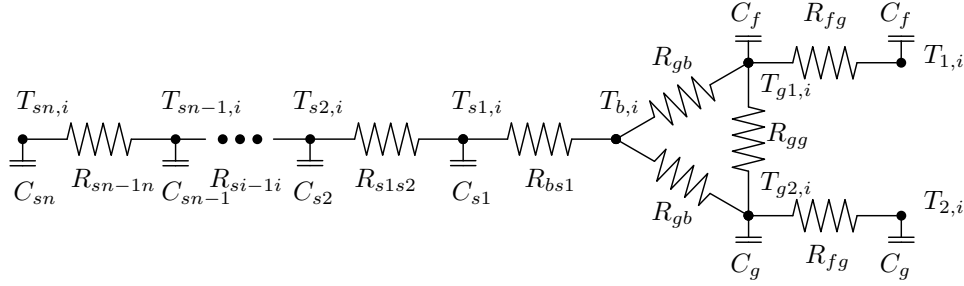 C_f R_{fg} C_f
R_{gb} T_{g1,i} T_{1,i}
T_{sn,i} T_{sn−1,i} T_{s2,i} T_{s1,i} T_{b,i}
R_{gg}
C_{sn} R_{sn−1n} C_{sn−1} R_{si−1i} C_{s2} R_{s1s2} C_{s1} R_{bs1}
T_{g2,i} T_{2,i}
R_{gb}
C_g R_{fg} C_g